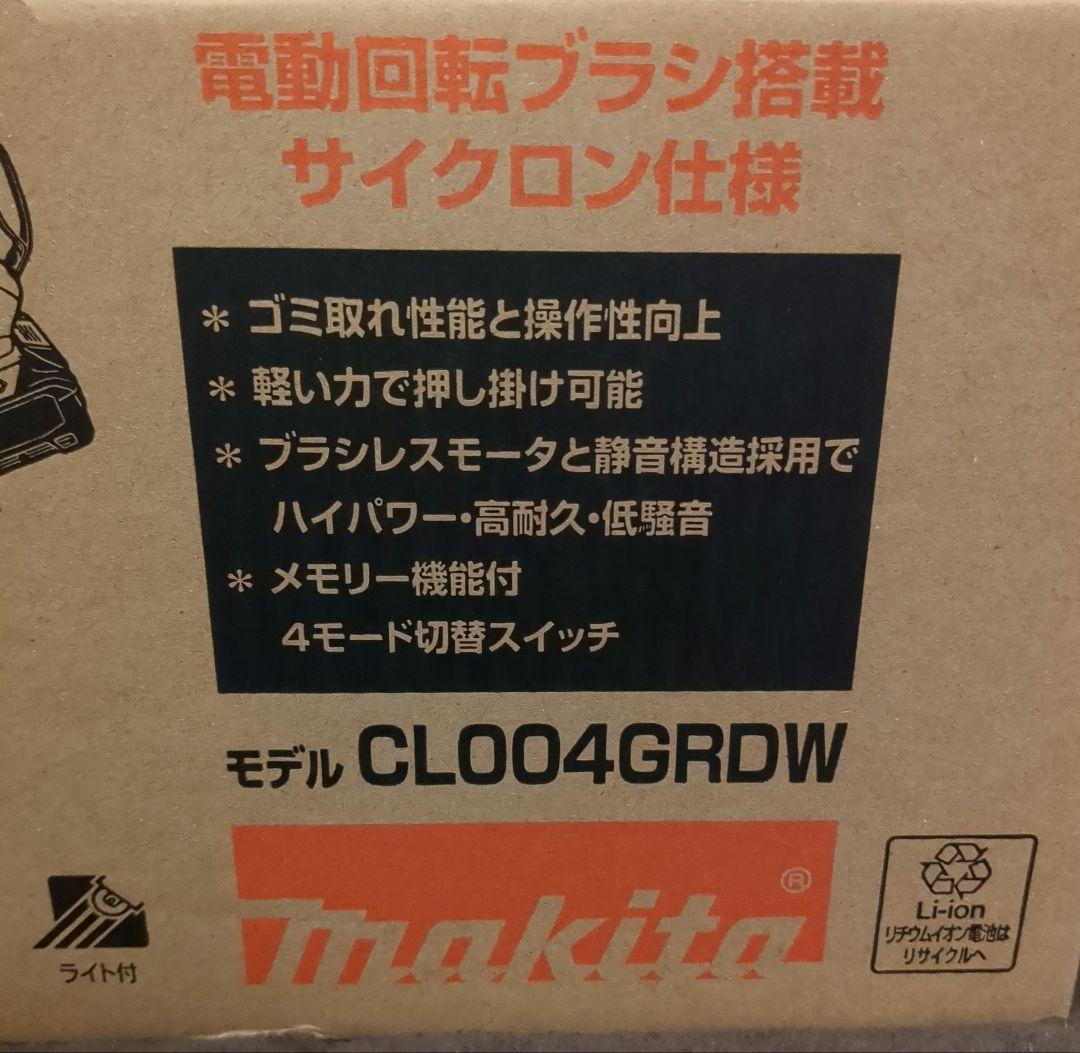 電動回転ブラシ搭載
サイクロン仕様
* ゴミ取れ性能と操作性向上
* 軽い力で押し掛け可能
* ブラシレスモータと静音構造採用で
ハイパワー・高耐久・低騒音
* メモリー機能付
4モード切替スイッチ
モデル CL004GRDW
makita®
ライト付
Li-ion
リチウムイオン電池は
リサイクルへ